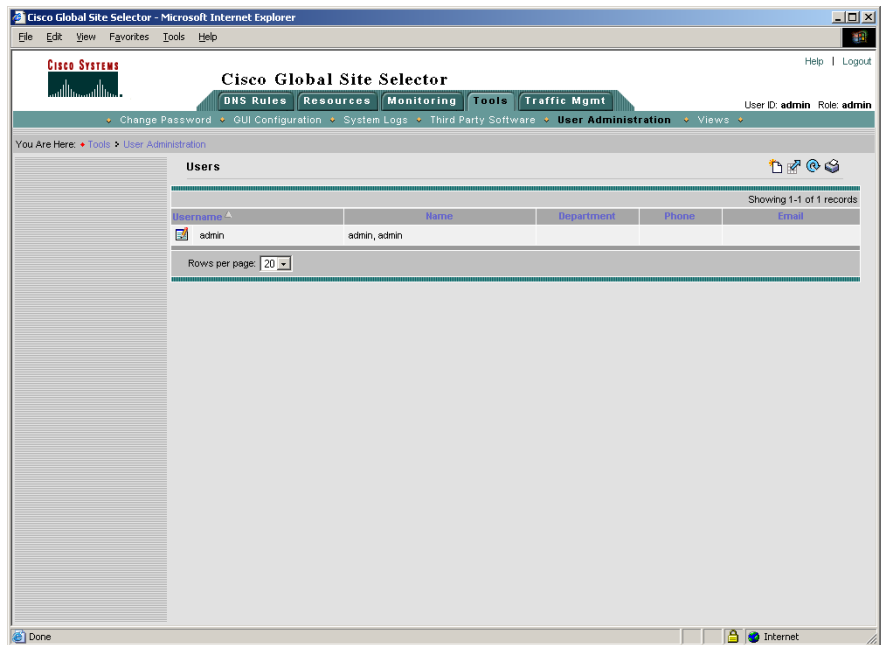 Cisco Global Site Selector - Microsoft Internet Explorer
File Edit View Favorites Tools Help
CISCO SYSTEMS
Help | Logout
Cisco Global Site Selector
DNS Rules Resources Monitoring Tools Traffic Mgmt
User ID: admin Role: admin
Change Password GUI Configuration System Logs Third Party Software User Administration Views
You Are Here: Tools > User Administration
Users
Showing 1-1 of 1 records
Username Name Department Phone Email
admin admin, admin
Rows per page: 20
Done Internet